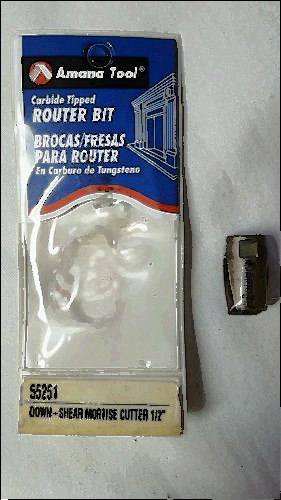 Amana Tool®
Carbide Tipped
ROUTER BIT
BROCAS/FRESAS
PARA ROUTER
En Carburo de Tungsteno
55251
DOWN-SHEAR MORTISE CUTTER 1/2"